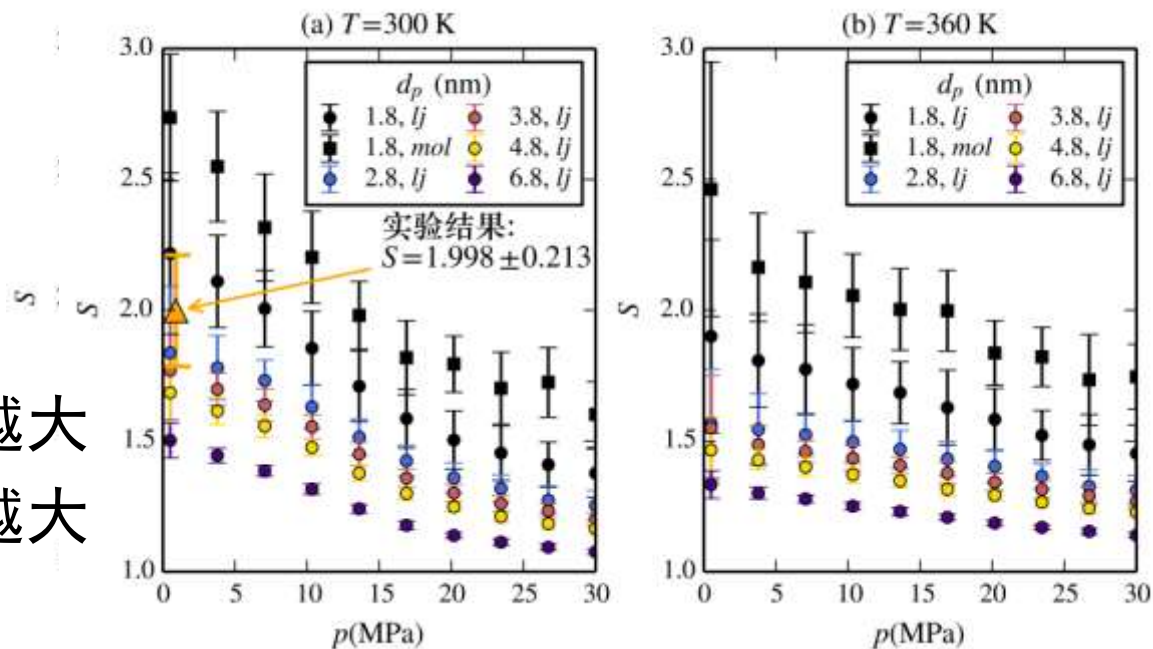 (a) T=300 K
(b) T=360 K
3.0
2.5
2.0
1.5
1.0
S
S
0
5
10
15
20
25
30
p(MPa)
d_p (nm)
1.8, lj
3.8, lj
1.8, mol
4.8, lj
2.8, lj
6.8, lj
实验结果:
S=1.998±0.213
越大
越大
3.0
2.5
2.0
1.5
1.0
S
0
5
10
15
20
25
30
p(MPa)
d_p (nm)
1.8, lj
3.8, lj
1.8, mol
4.8, lj
2.8, lj
6.8, lj